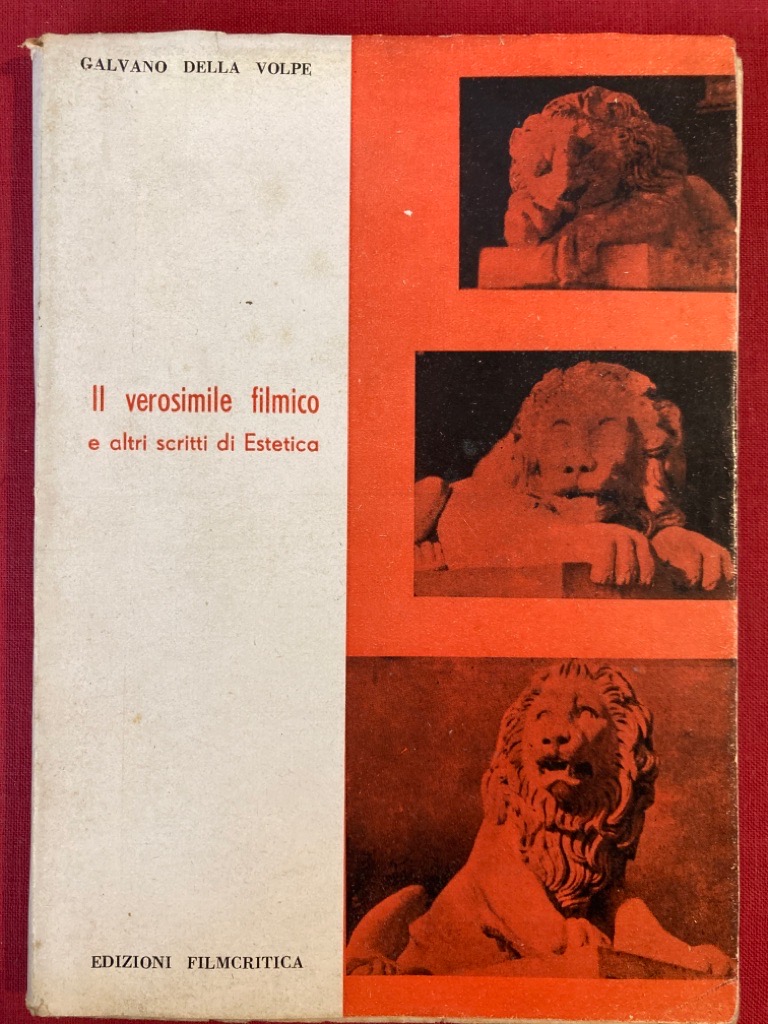 GALVANO DELLA VOLPE
Il verosimile filmico
e altri scritti di Estetica
EDIZIONI FILMCRITICA